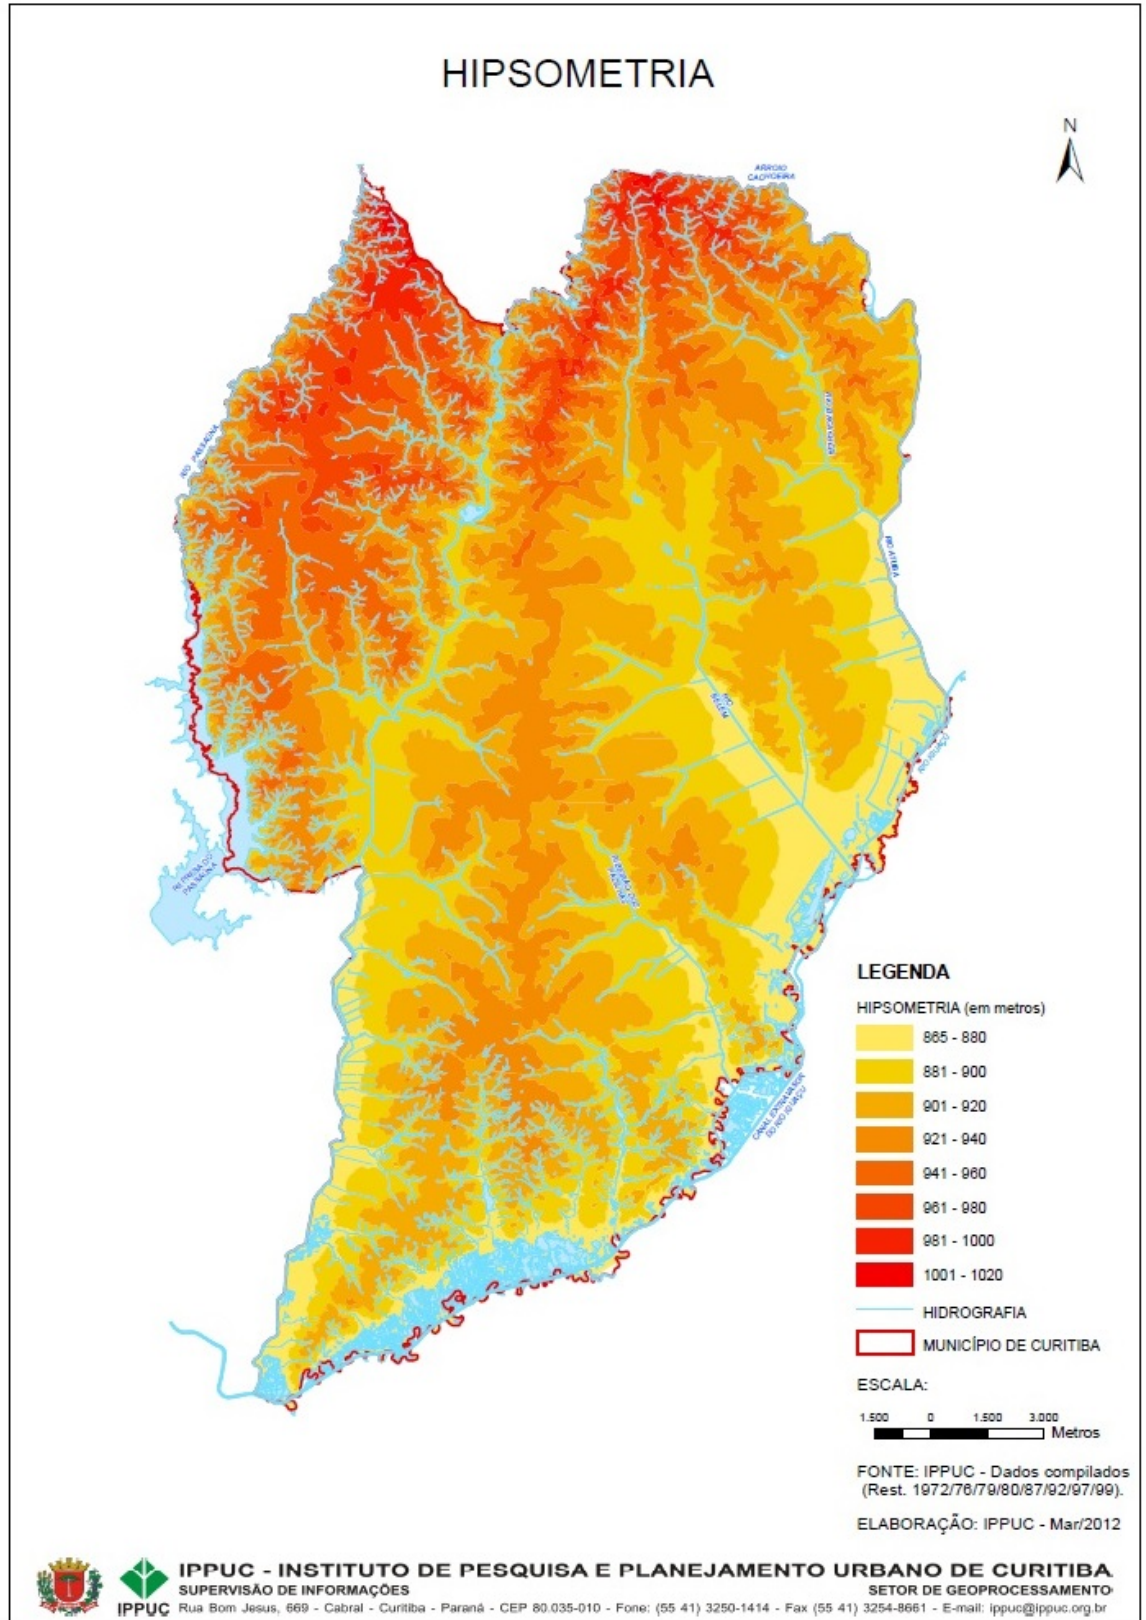 HIPSOMETRIA
N
ARROIO
CACHOEIRA
RIO PASSAÚNA
RIO ATUBA
RIO
BELÉM
RIO IGUAÇU
REPRESA DO
PASSAÚNA
RIBEIRÃO DOS
CANAL EXTRAVASOR
DO RIO IGUAÇU
LEGENDA
HIPSOMETRIA (em metros)
865 - 880
881 - 900
901 - 920
921 - 940
941 - 960
961 - 980
981 - 1000
1001 - 1020
HIDROGRAFIA
MUNICÍPIO DE CURITIBA
ESCALA:
1.500 0 1.500 3.000
Metros
FONTE: IPPUC - Dados compilados
(Rest. 1972/76/79/80/87/92/97/99).
ELABORAÇÃO: IPPUC - Mar/2012
IPPUC - INSTITUTO DE PESQUISA E PLANEJAMENTO URBANO DE CURITIBA
SUPERVISÃO DE INFORMAÇÕES SETOR DE GEOPROCESSAMENTO
IPPUC Rua Bom Jesus, 669 - Cabral - Curitiba - Paraná - CEP 80.035-010 - Fone: (55 41) 3250-1414 - Fax (55 41) 3254-8661 - E-mail: ippuc@ippuc.org.br